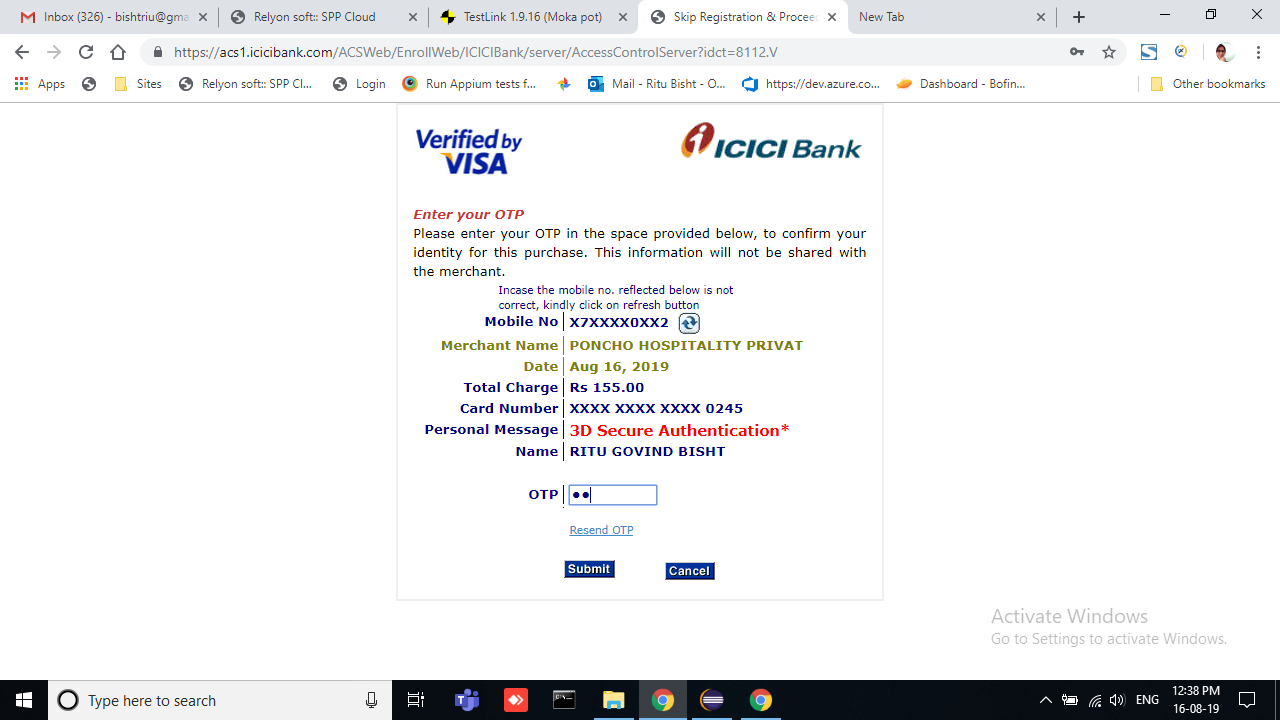 Inbox (326) - bishtriu@gma
Relyon soft:: SPP Cloud
TestLink 1.9.16 (Moka pot)
Skip Registration & Proceed
New Tab
https://acs1.icicibank.com/ACSWeb/EnrollWeb/ICICIBank/server/AccessControlServer?idct=8112.V
Apps
Sites
Relyon soft:: SPP Cl...
Login
Run Appium tests f...
Mail - Ritu Bisht - O...
https://dev.azure.co...
Dashboard - Bofin...
Other bookmarks
Verified by
VISA
ICICI Bank
Enter your OTP
Please enter your OTP in the space provided below, to confirm your
identity for this purchase. This information will not be shared with
the merchant.
Incase the mobile no. reflected below is not
correct, kindly click on refresh button
Mobile No X7XXXX0XX2
Merchant Name PONCHO HOSPITALITY PRIVAT
Date Aug 16, 2019
Total Charge Rs 155.00
Card Number XXXX XXXX XXXX 0245
Personal Message 3D Secure Authentication*
Name RITU GOVIND BISHT
OTP
Resend OTP
Submit Cancel
Activate Windows
Go to Settings to activate Windows.
Type here to search
ENG
12:38 PM
16-08-19